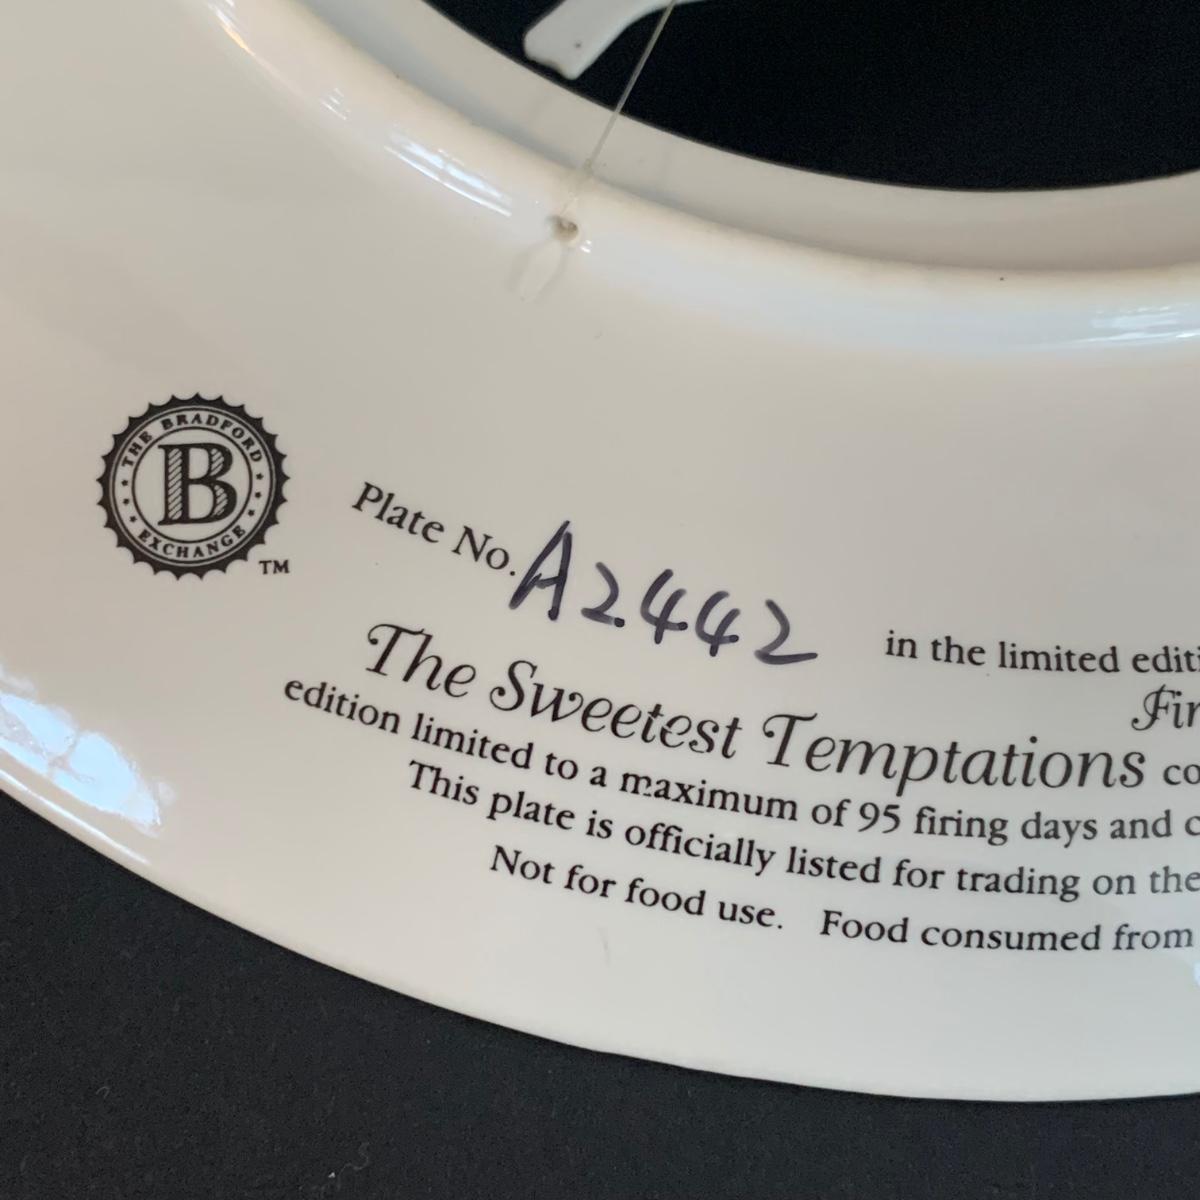 THE BRADFORD
B
EXCHANGE
TM
Plate No. A2442 in the limited editi
Fir
The Sweetest Temptations co
edition limited to a maximum of 95 firing days and c
This plate is officially listed for trading on the
Not for food use. Food consumed from